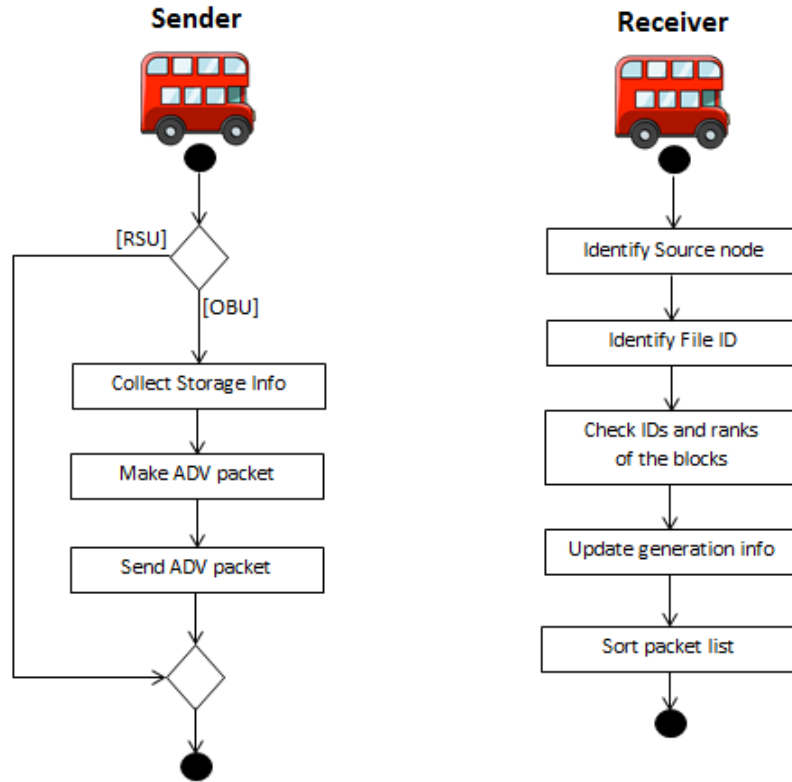 Sender
[RSU]
[OBU]
Collect Storage Info
Make ADV packet
Send ADV packet
Receiver
Identify Source node
Identify File ID
Check IDs and ranks
of the blocks
Update generation info
Sort packet list